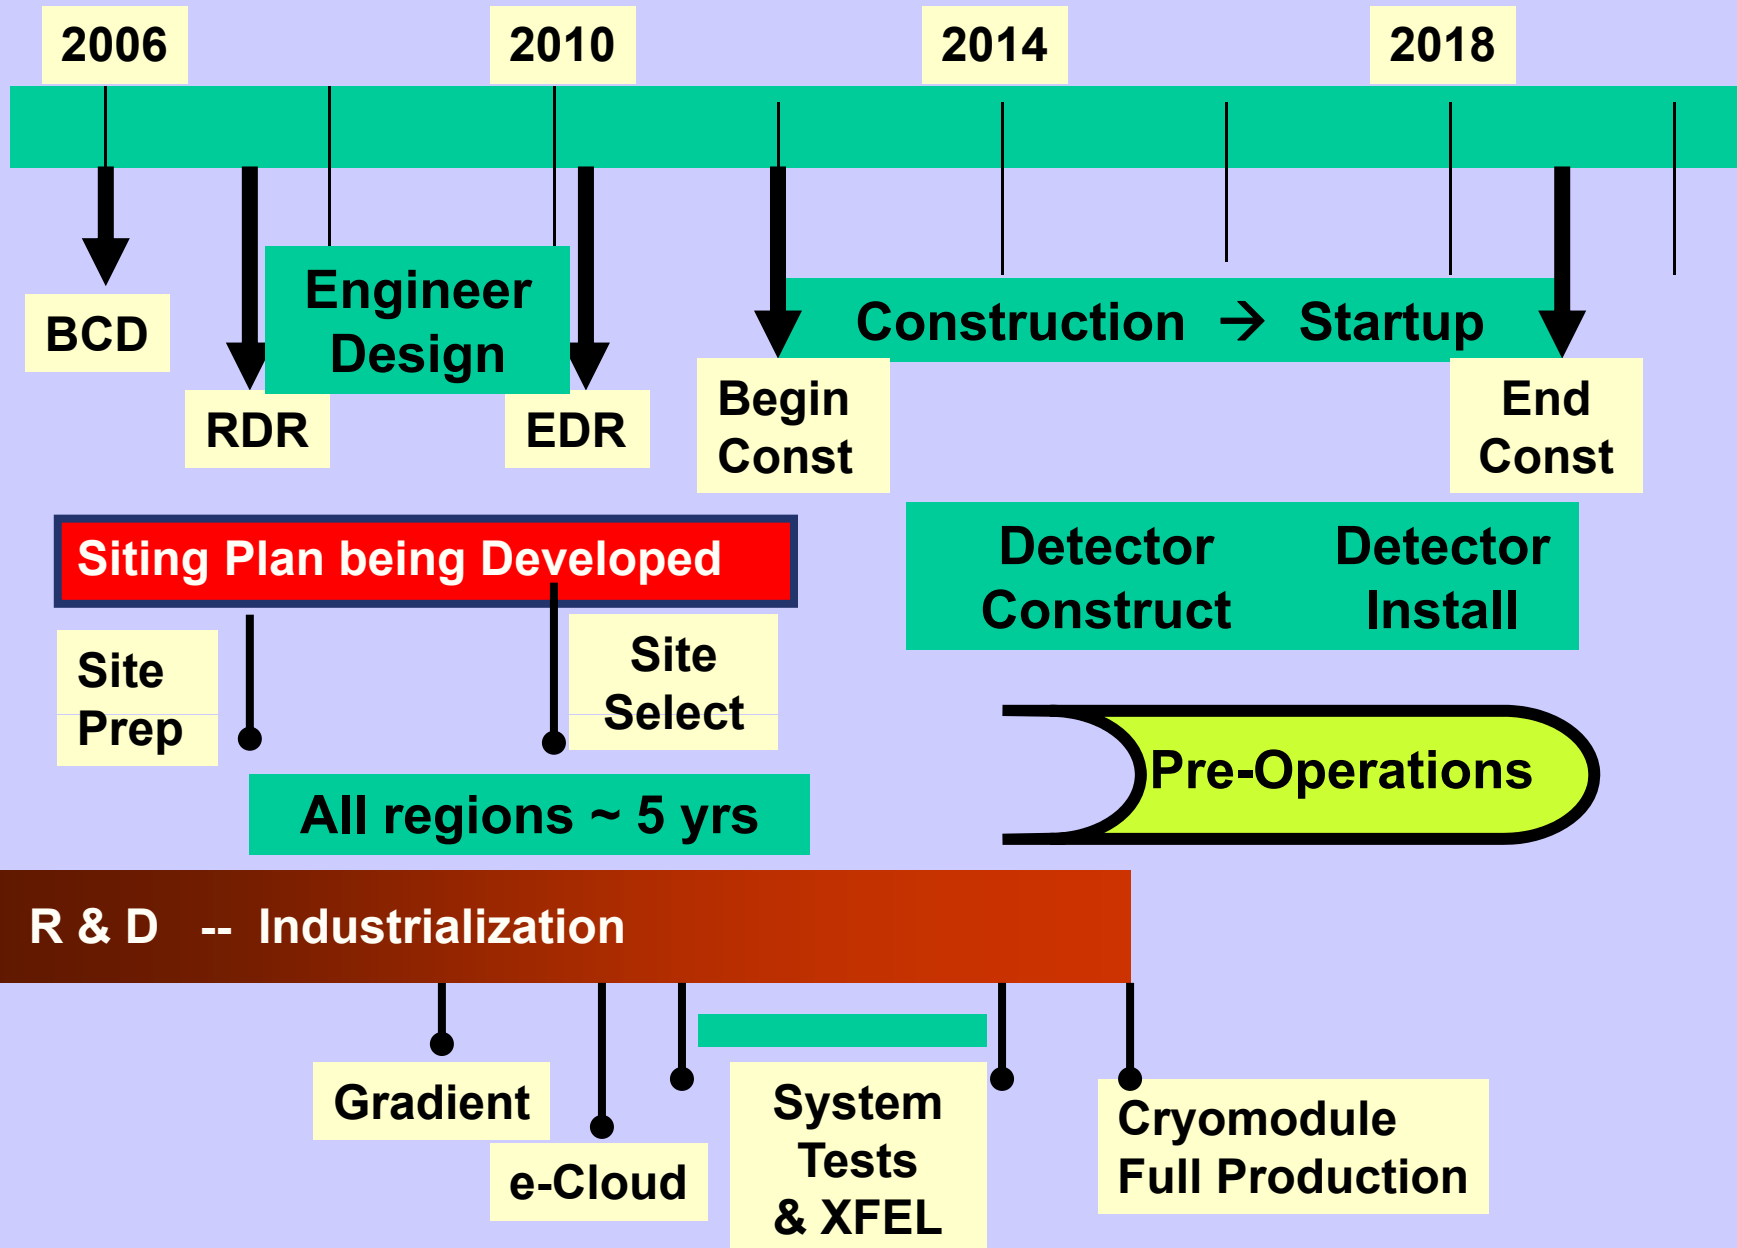 2006
2010
2014
2018
BCD
Engineer
Design
Construction → Startup
RDR
EDR
Begin
Const
End
Const
Siting Plan being Developed
Detector
Construct
Detector
Install
Site
Prep
Site
Select
Pre-Operations
All regions ~ 5 yrs
R & D -- Industrialization
Gradient
e-Cloud
System
Tests
& XFEL
Cryomodule
Full Production